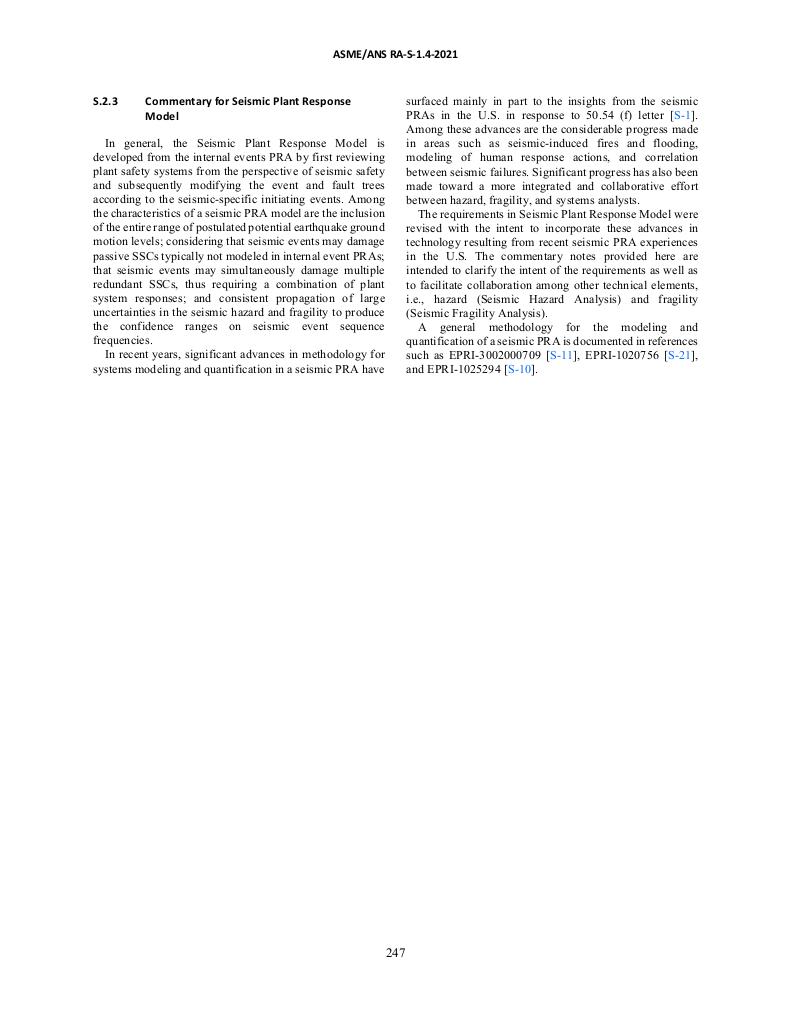 ASME/ANS RA-S-1.4-2021
S.2.3 Commentary for Seismic Plant Response
Model
In general, the Seismic Plant Response Model is
developed from the internal events PRA by first reviewing
plant safety systems from the perspective of seismic safety
and subsequently modifying the event and fault trees
according to the seismic-specific initiating events. Among
the characteristics of a seismic PRA model are the inclusion
of the entire range of postulated potential earthquake ground
motion levels; considering that seismic events may damage
passive SSCs typically not modeled in internal event PRAs;
that seismic events may simultaneously damage multiple
redundant SSCs, thus requiring a combination of plant
system responses; and consistent propagation of large
uncertainties in the seismic hazard and fragility to produce
the confidence ranges on seismic event sequence
frequencies.
In recent years, significant advances in methodology for
systems modeling and quantification in a seismic PRA have
surfaced mainly in part to the insights from the seismic
PRAs in the U.S. in response to 50.54 (f) letter [S-1].
Among these advances are the considerable progress made
in areas such as seismic-induced fires and flooding,
modeling of human response actions, and correlation
between seismic failures. Significant progress has also been
made toward a more integrated and collaborative effort
between hazard, fragility, and systems analysts.
The requirements in Seismic Plant Response Model were
revised with the intent to incorporate these advances in
technology resulting from recent seismic PRA experiences
in the U.S. The commentary notes provided here are
intended to clarify the intent of the requirements as well as
to facilitate collaboration among other technical elements,
i.e., hazard (Seismic Hazard Analysis) and fragility
(Seismic Fragility Analysis).
A general methodology for the modeling and
quantification of a seismic PRA is documented in references
such as EPRI-3002000709 [S-11], EPRI-1020756 [S-21],
and EPRI-1025294 [S-10].
247